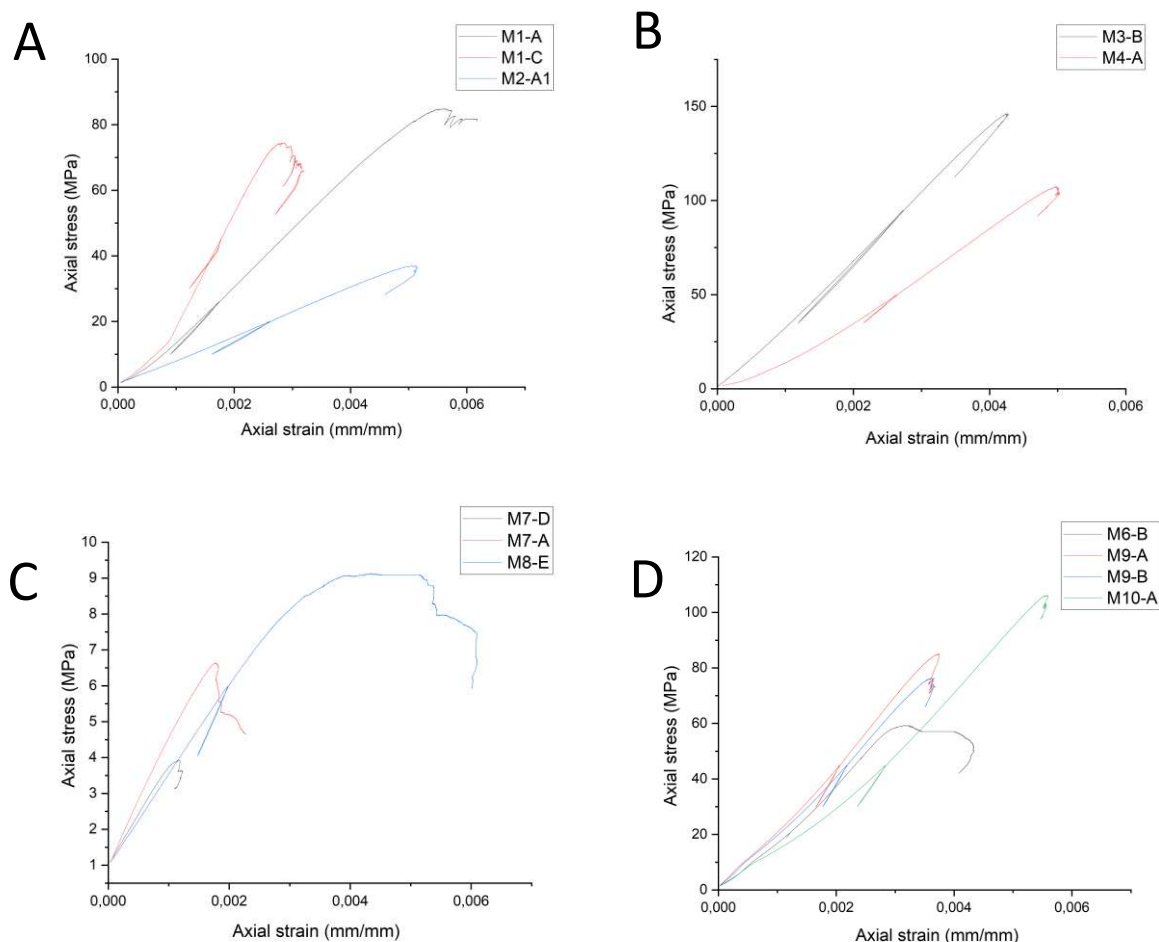 A
M1-A
M1-C
M2-A1
100
80
60
40
20
0
Axial stress (MPa)
0,000 0,002 0,004 0,006
Axial strain (mm/mm)
B
M3-B
M4-A
150
100
50
0
Axial stress (MPa)
0,000 0,002 0,004 0,006
Axial strain (mm/mm)
C
M7-D
M7-A
M8-E
10
9
8
7
6
5
4
3
2
1
Axial stress (MPa)
0,000 0,002 0,004 0,006
Axial strain (mm/mm)
D
M6-B
M9-A
M9-B
M10-A
120
100
80
60
40
20
0
Axial stress (MPa)
0,000 0,002 0,004 0,006
Axial strain (mm/mm)